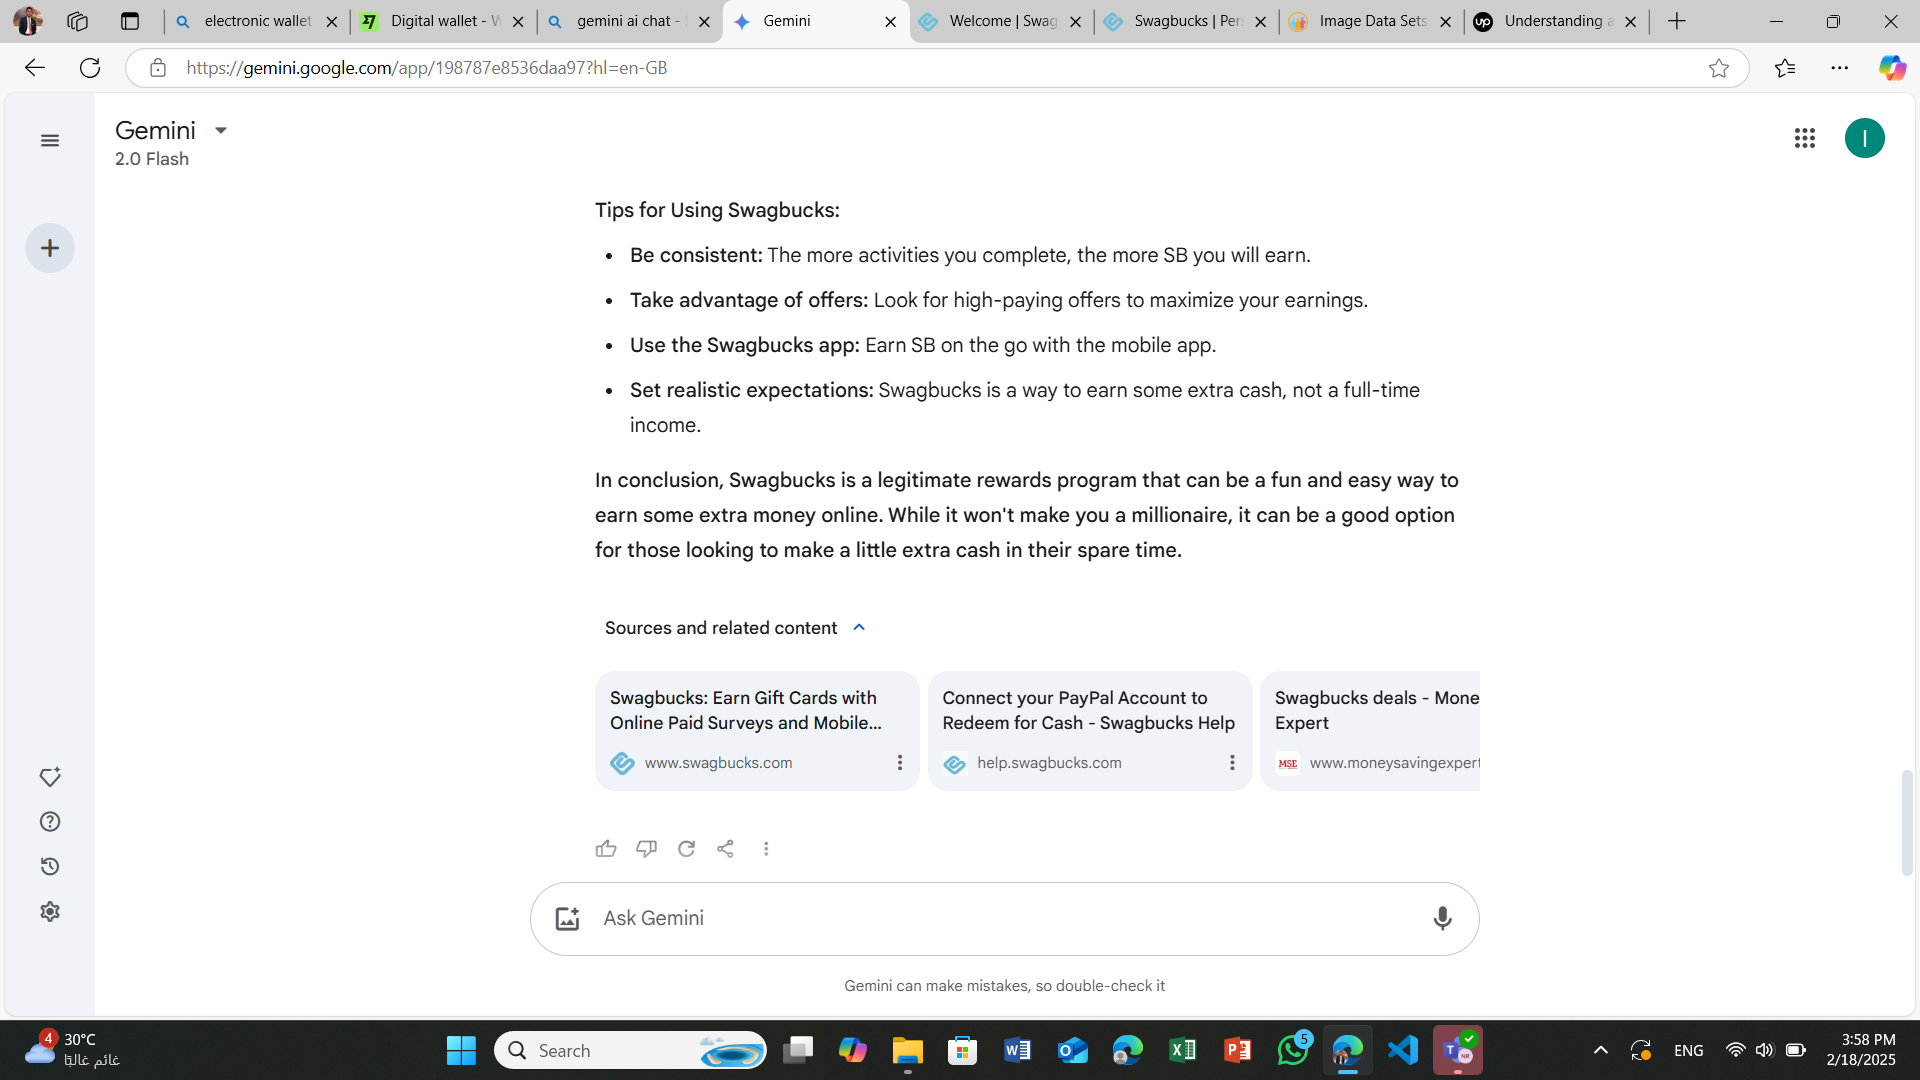 electronic wallet
Digital wallet - W
gemini ai chat -
Gemini
Welcome | Swag
Swagbucks | Per
Image Data Sets
up
Understanding a
https://gemini.google.com/app/198787e8536daa97?hl=en-GB
Gemini
2.0 Flash
I
Tips for Using Swagbucks:
• Be consistent: The more activities you complete, the more SB you will earn.
• Take advantage of offers: Look for high-paying offers to maximize your earnings.
• Use the Swagbucks app: Earn SB on the go with the mobile app.
• Set realistic expectations: Swagbucks is a way to earn some extra cash, not a full-time
income.
In conclusion, Swagbucks is a legitimate rewards program that can be a fun and easy way to
earn some extra money online. While it won't make you a millionaire, it can be a good option
for those looking to make a little extra cash in their spare time.
Sources and related content
Swagbucks: Earn Gift Cards with
Online Paid Surveys and Mobile...
www.swagbucks.com
Connect your PayPal Account to
Redeem for Cash - Swagbucks Help
help.swagbucks.com
Swagbucks deals - Mone
Expert
MSE
www.moneysavingexpert
Ask Gemini
Gemini can make mistakes, so double-check it
4
30°C
غائم غالبًا
Search
5
NR
ENG
3:58 PM
2/18/2025